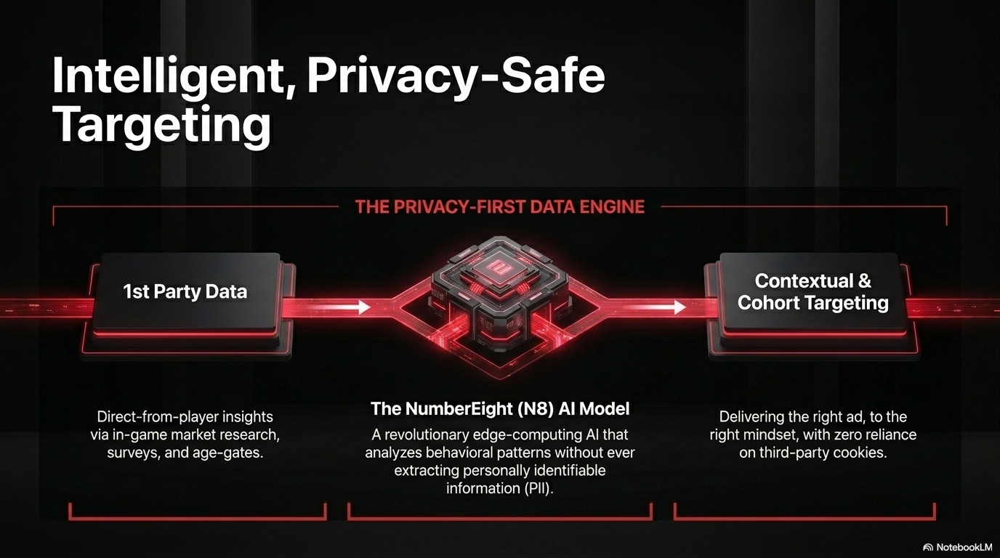 Intelligent, Privacy-Safe
Targeting
THE PRIVACY-FIRST DATA ENGINE
1st Party Data
Direct-from-player insights
via in-game market research,
surveys, and age-gates.
The NumberEight (N8) AI Model
A revolutionary edge-computing AI that
analyzes behavioral patterns without ever
extracting personally identifiable
information (PII).
Contextual &
Cohort Targeting
Delivering the right ad, to the
right mindset, with zero reliance
on third-party cookies.
NotebookLM